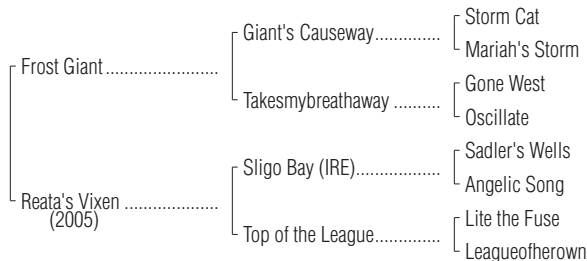 Storm Cat
Giant's Causeway...............
Mariah's Storm
Frost Giant..........................
Gone West
Takesmybreathaway ...........
Oscillate
Sadler's Wells
Sligo Bay (IRE)...................
Angelic Song
Reata's Vixen .....................
(2005)
Lite the Fuse
Top of the League...............
Leagueofherown